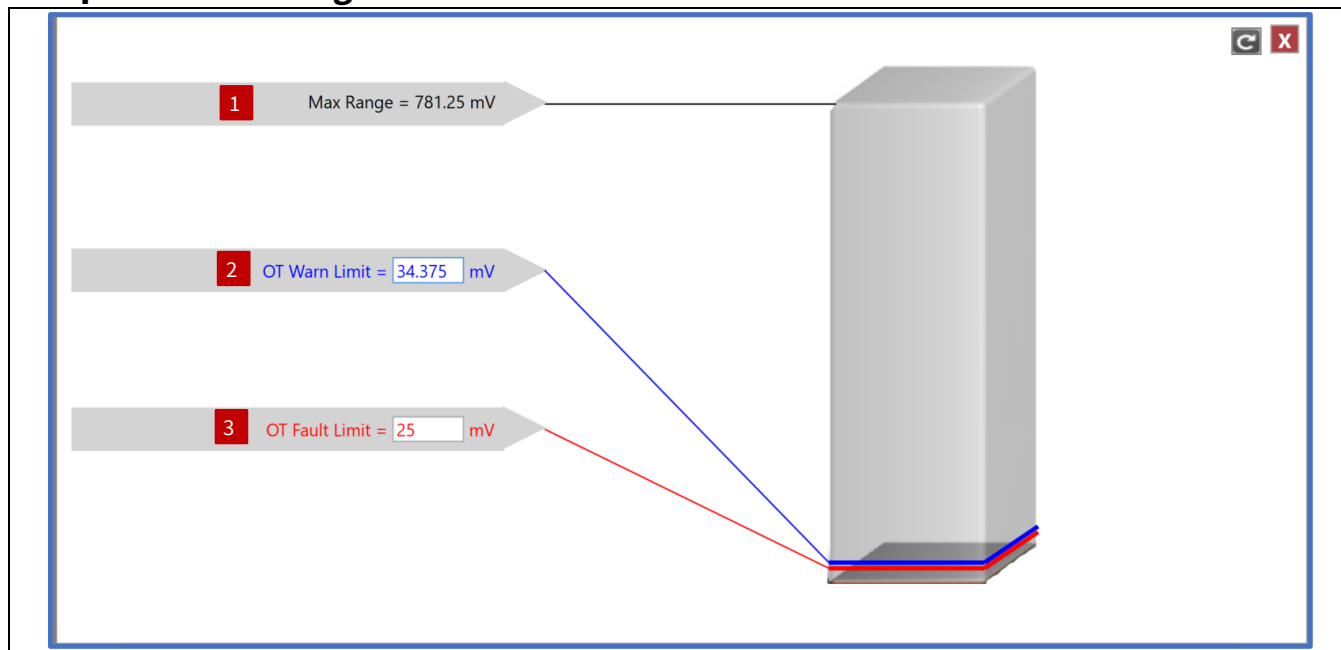 X
1 Max Range = 781.25 mV
2 OT Warn Limit = 34.375 mV
3 OT Fault Limit = 25 mV